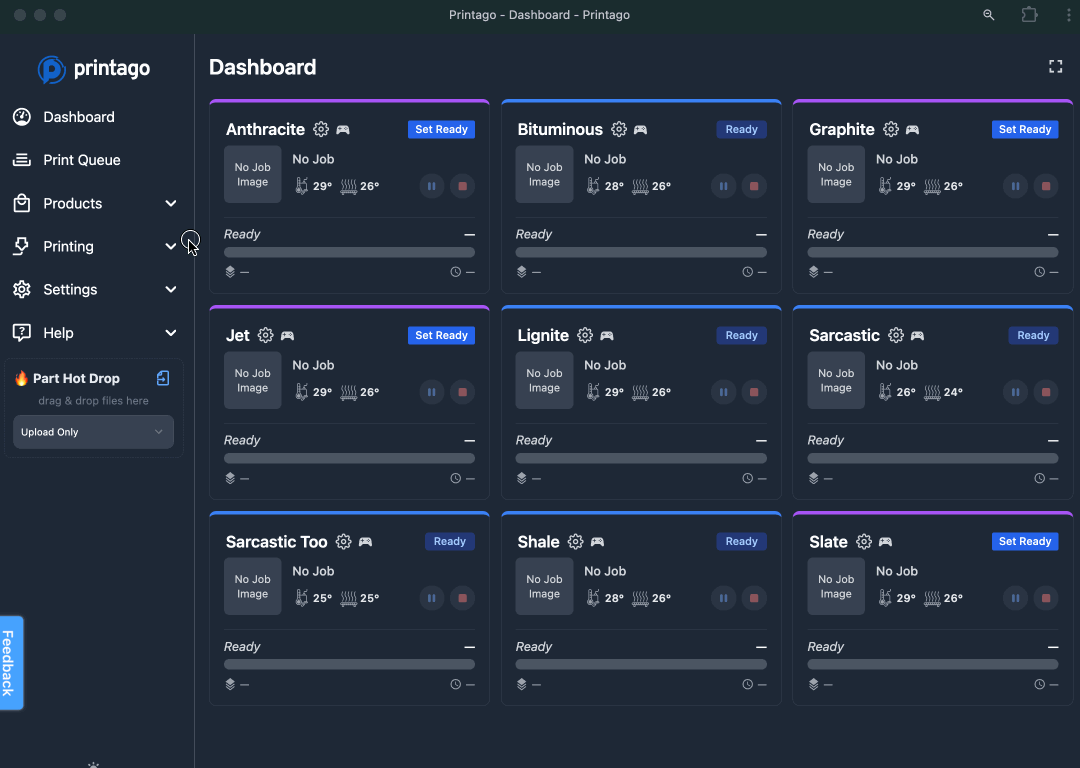 Printago - Dashboard - Printago
printago
Dashboard
Print Queue
Products
Printing
Settings
Help
Part Hot Drop
drag & drop files here
Upload Only
Feedback
Dashboard
Anthracite
Set Ready
No Job Image
No Job
29° 26°
Ready —
— —
Bituminous
Ready
No Job Image
No Job
28° 26°
Ready —
— —
Graphite
Set Ready
No Job Image
No Job
29° 26°
Ready —
— —
Jet
Set Ready
No Job Image
No Job
29° 26°
Ready —
— —
Lignite
Ready
No Job Image
No Job
29° 26°
Ready —
— —
Sarcastic
Ready
No Job Image
No Job
26° 24°
Ready —
— —
Sarcastic Too
Ready
No Job Image
No Job
25° 25°
Ready —
— —
Shale
Ready
No Job Image
No Job
28° 26°
Ready —
— —
Slate
Set Ready
No Job Image
No Job
29° 26°
Ready —
— —